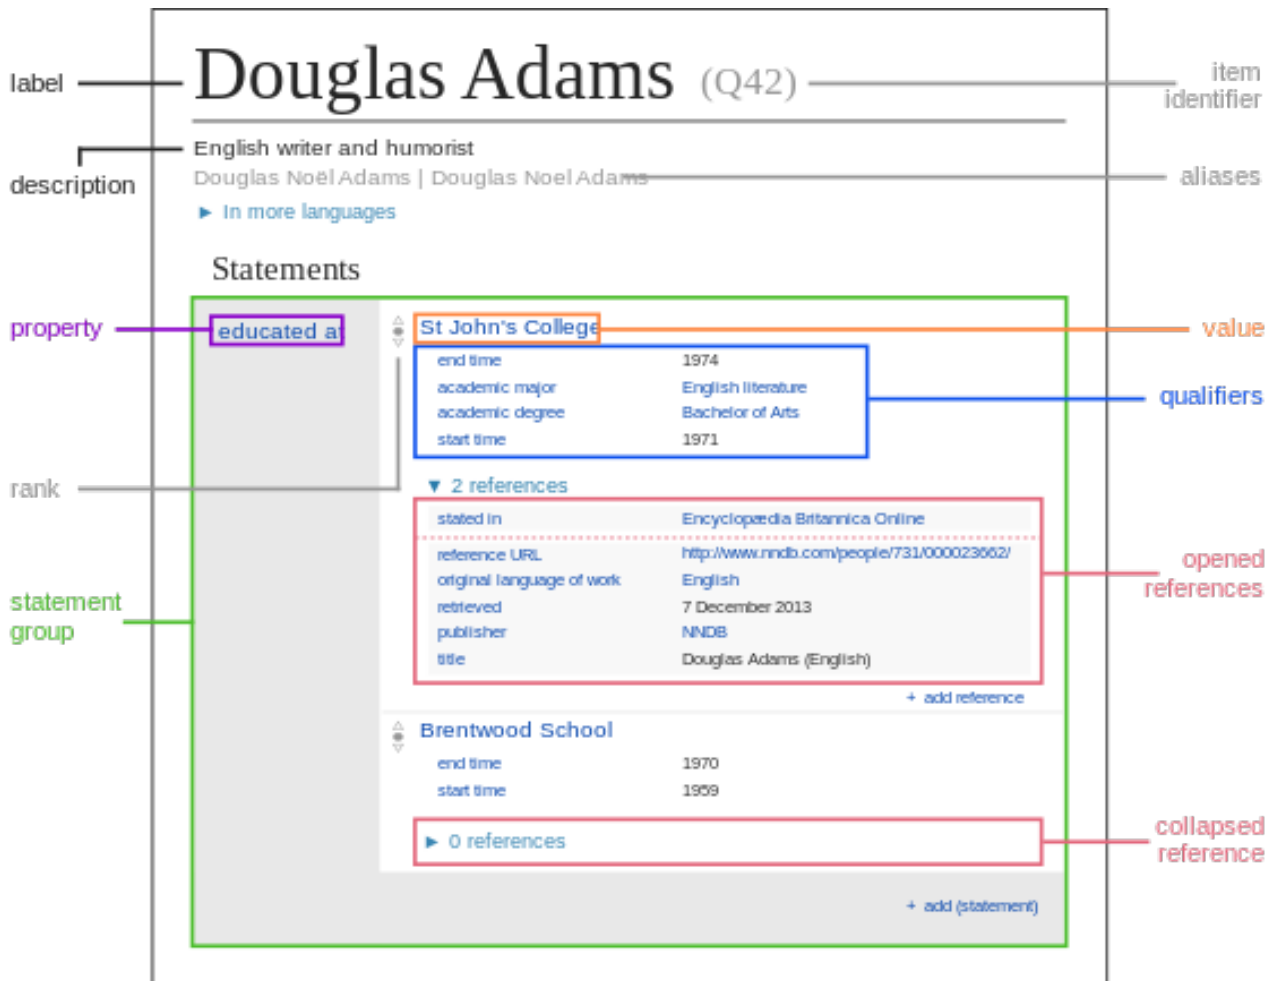 label
Douglas Adams (Q42)
item
identifier
English writer and humorist
description
Douglas Noël Adams | Douglas Noel Adams
aliases
► In more languages
Statements
property
educated at
St John's College
value
end time 1974
academic major English literature
academic degree Bachelor of Arts
start time 1971
qualifiers
rank
▼ 2 references
stated in Encyclopædia Britannica Online
reference URL http://www.nndb.com/people/731/000023662/
original language of work English
retrieved 7 December 2013
publisher NNDB
title Douglas Adams (English)
opened
references
statement
group
+ add reference
Brentwood School
end time 1970
start time 1959
► 0 references
collapsed
reference
+ add (statement)